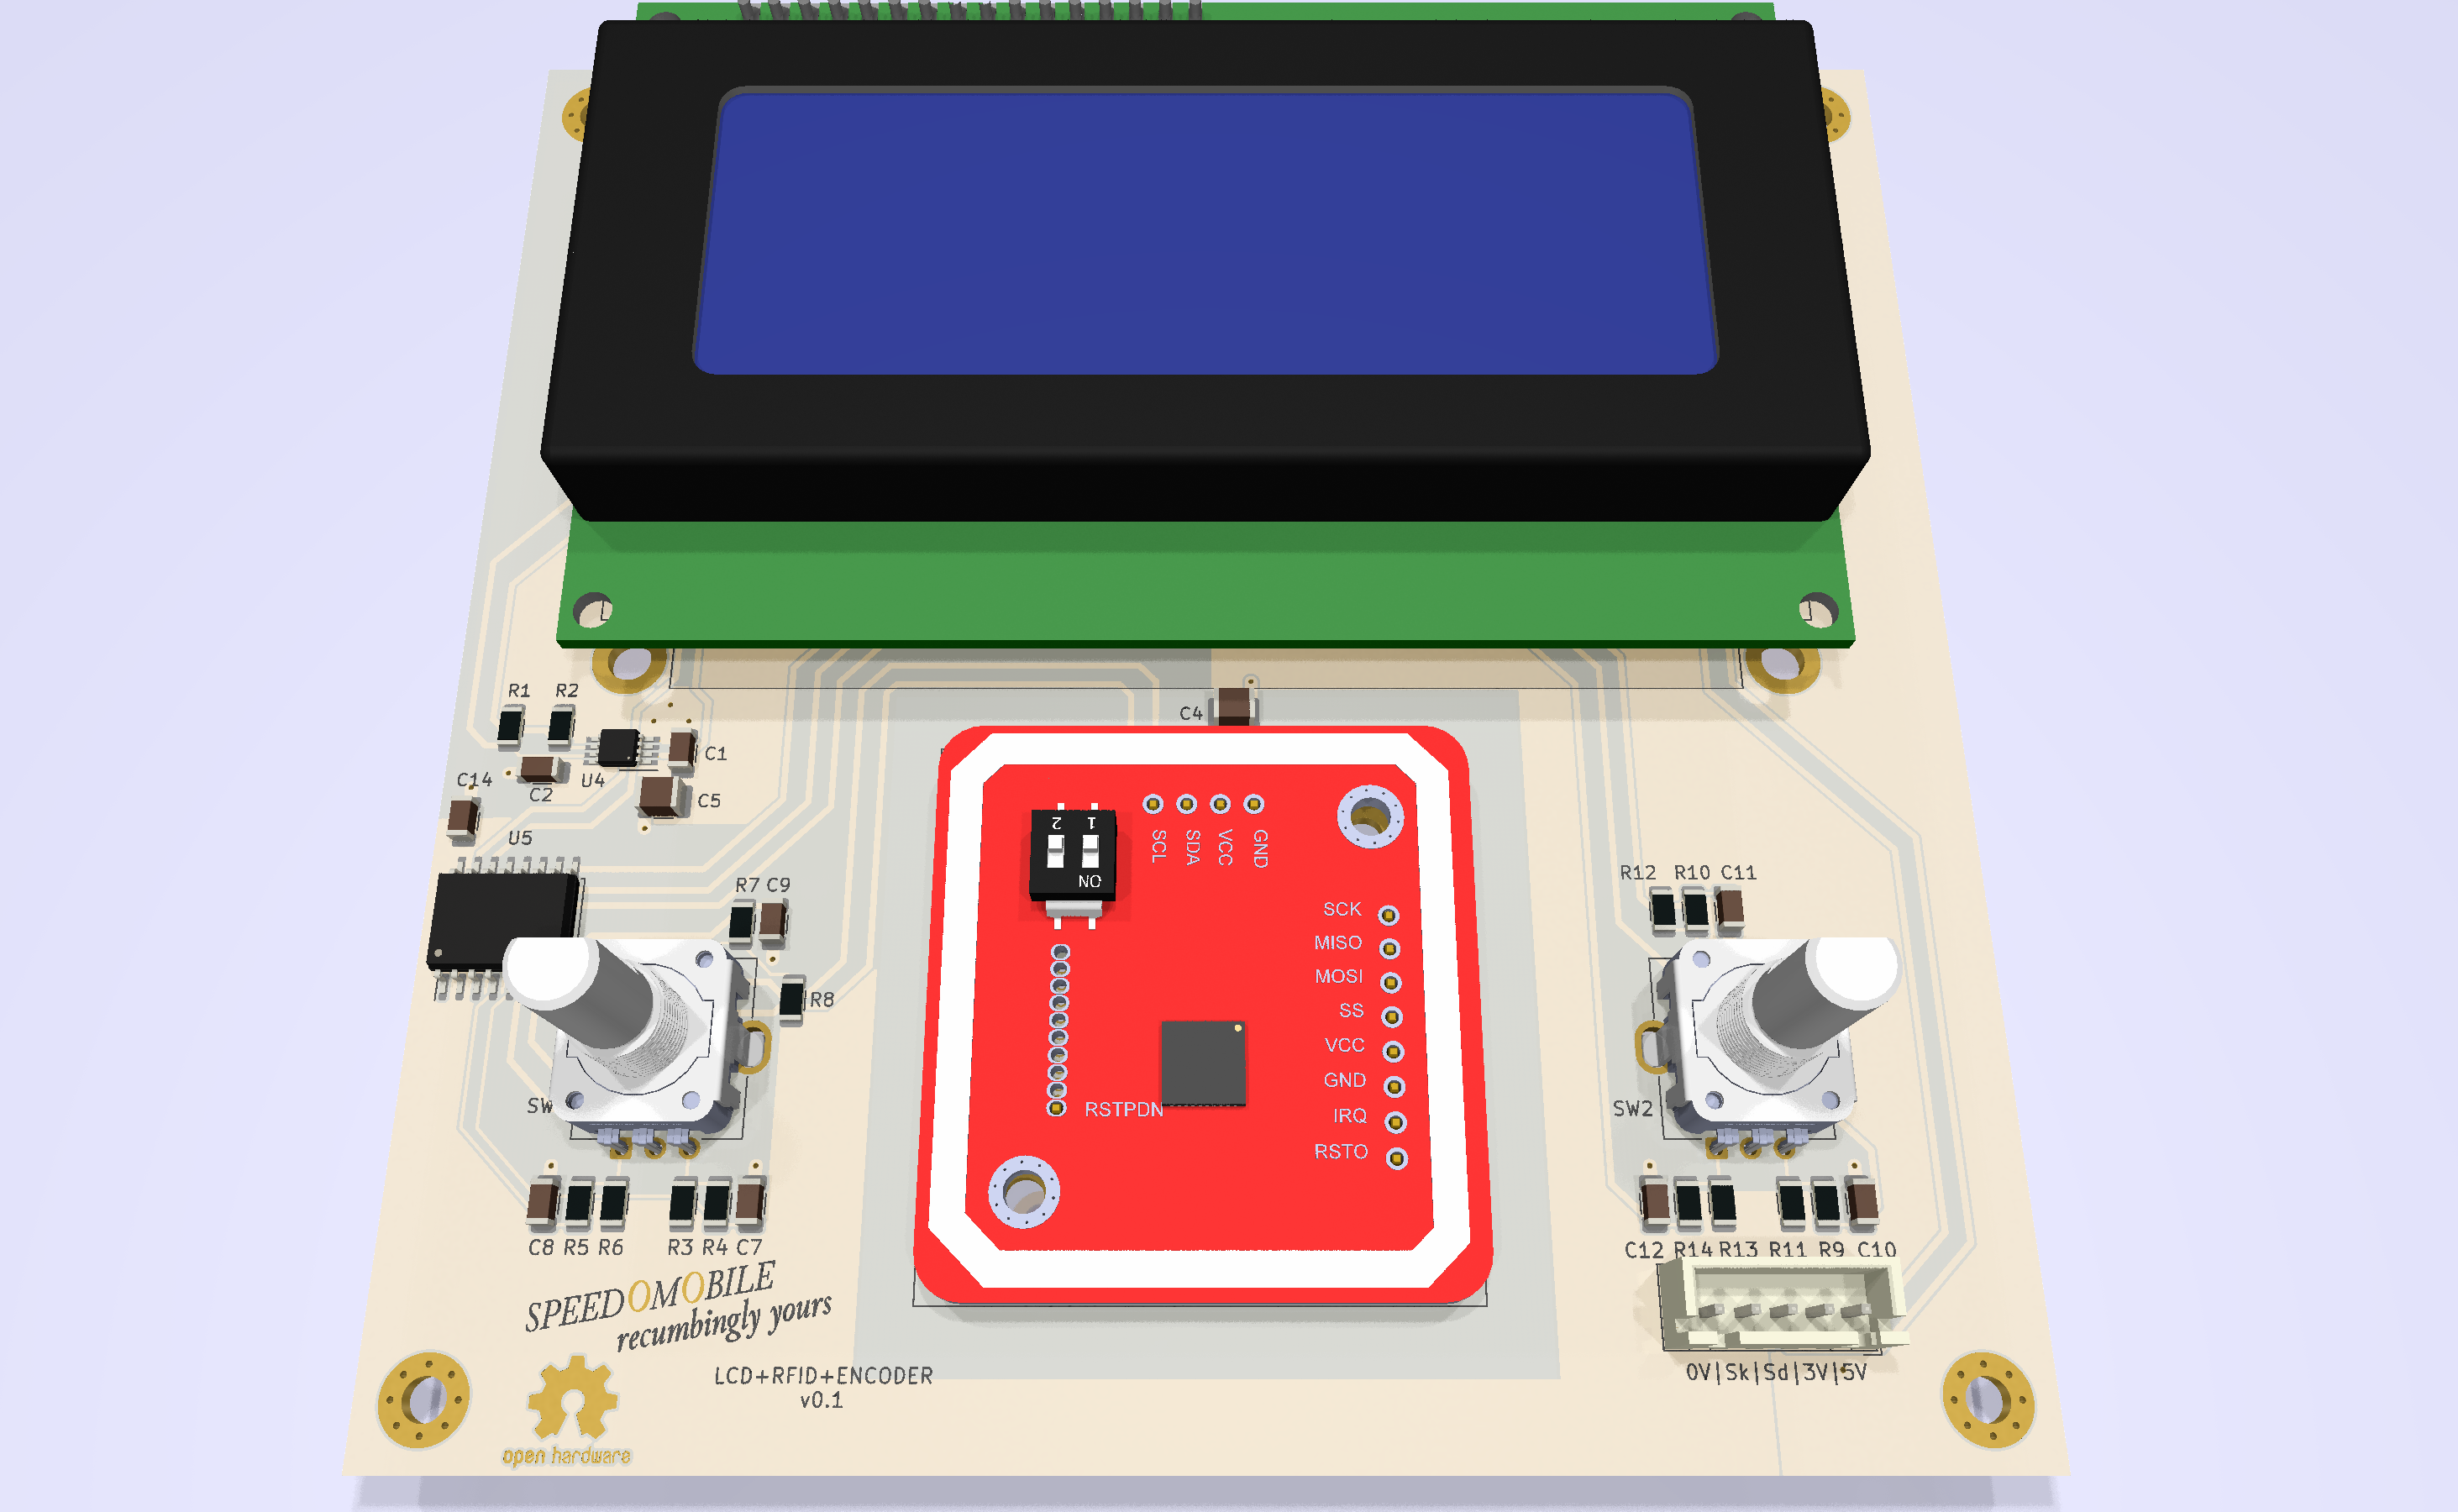 R1 R2
C4
C1
C14
U4
C2
C5
U5
2 1
ON
SCL
SDA
VCC
GND
R7 C9
R12 R10 C11
SCK
MISO
MOSI
SS
R8
VCC
GND
IRQ
RSTPDN
RSTO
SW
SW2
C8 R5 R6 R3 R4 C7
C12 R14 R13 R11 R9 C10
SPEEDOMOBILE
recumbingly yours
LCD+RFID+ENCODER
v0.1
0V|Sk|Sd|3V|5V
open hardware